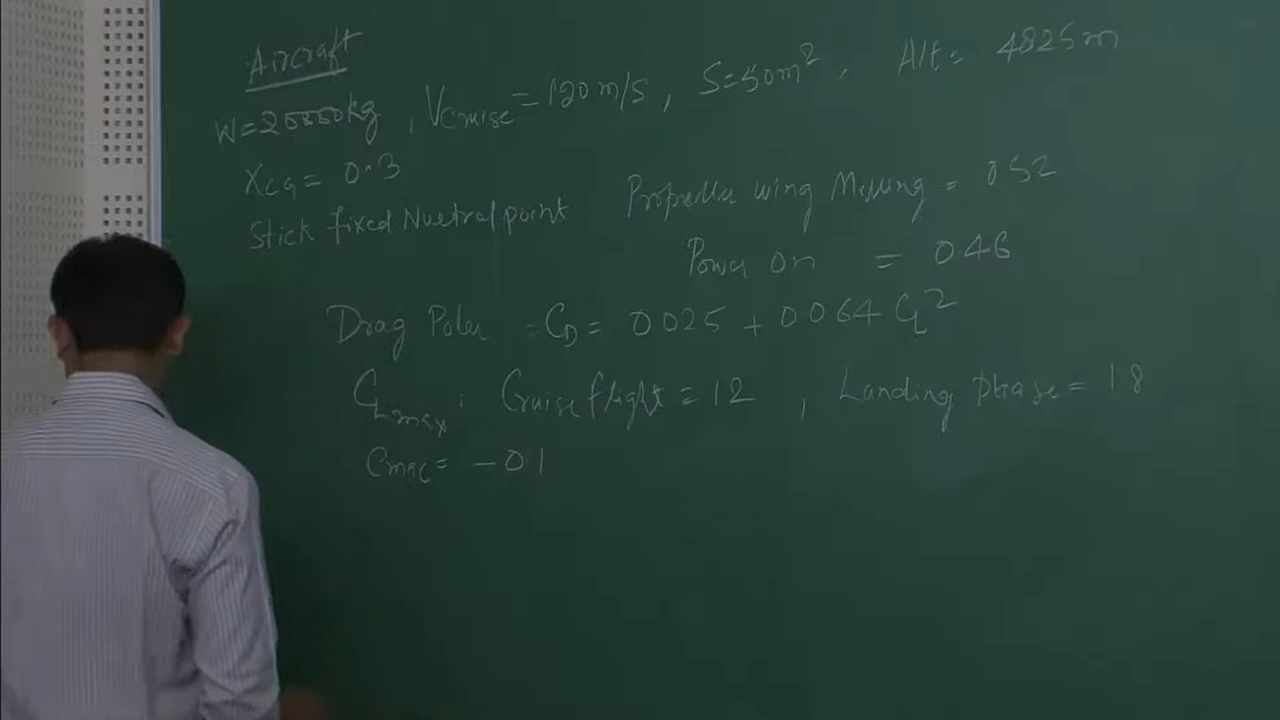 Aircraft
W=20000kg, Vcruise = 120 m/s, S=50m², Alt= 4825m
XCG = 0.3
Stick fixed Nuetral point Propeller wing Milling = 0.52
Power on = 0.46
Drag Polar = CD = 0.025 + 0.064 CL²
CLmax: Cruise flight = 1.2, Landing phase = 1.8
Cmac = -0.1